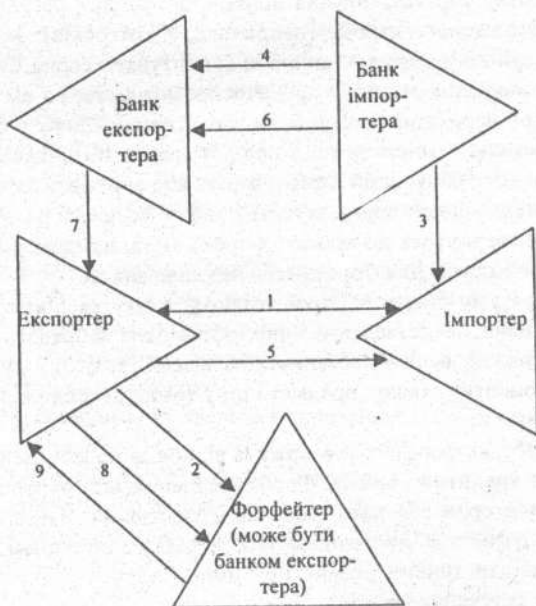 4
Банк
експор-
тера
6
Банк
імпор-
тера
7
3
Експортер
1
Імпортер
5
9
8
2
Форфейтер
(може бути
банком експор-
тера)